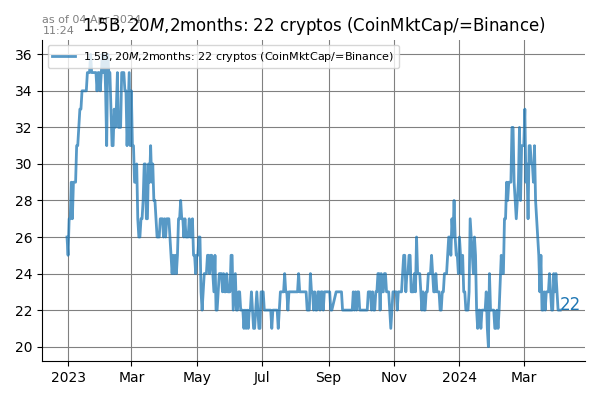 as of 04 Apr 2024
11:24
1.5B, 20M,2months: 22 cryptos (CoinMktCap/=Binance)
1.5B, 20M,2months: 22 cryptos (CoinMktCap/=Binance)
36
34
32
30
28
26
24
22
20
22
2023 Mar May Jul Sep Nov 2024 Mar